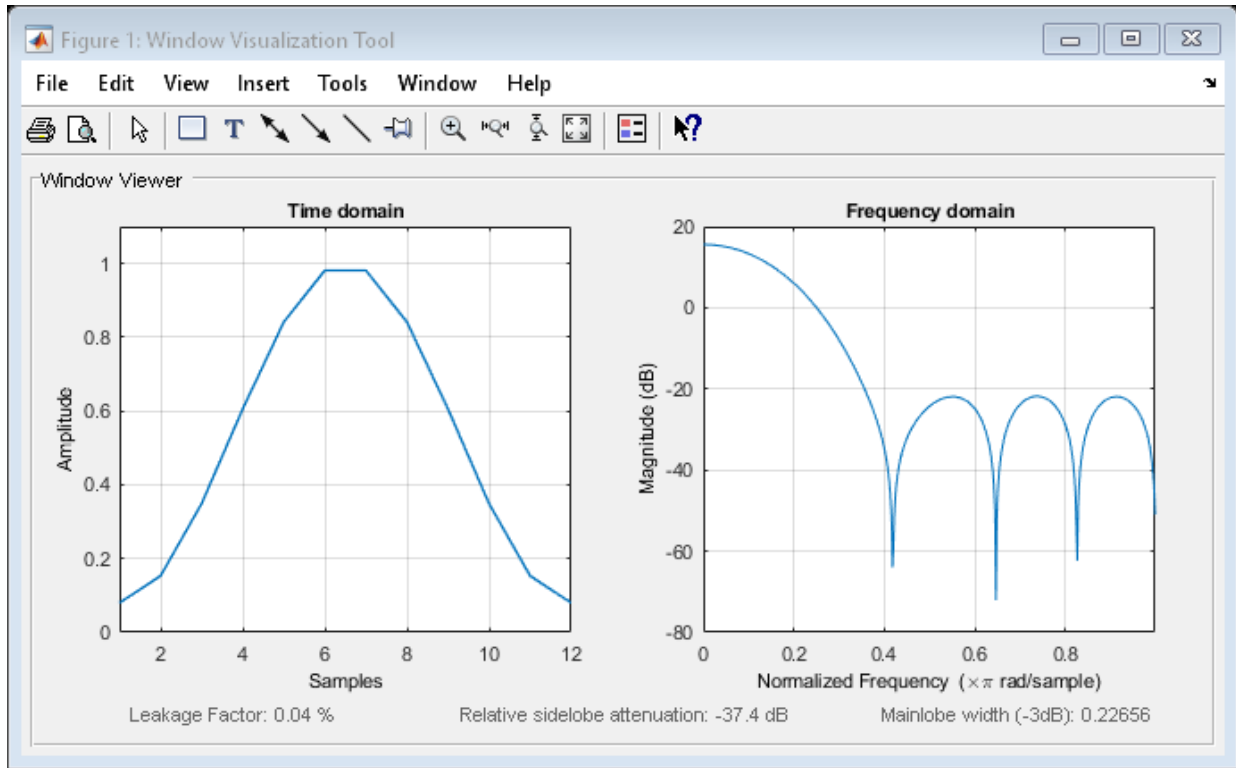 Figure 1: Window Visualization Tool
File Edit View Insert Tools Window Help
T
?
Window Viewer
Time domain
1
0.8
0.6
0.4
0.2
0
Amplitude
2 4 6 8 10 12
Samples
Frequency domain
20
0
-20
-40
-60
-80
Magnitude (dB)
0 0.2 0.4 0.6 0.8
Normalized Frequency (×π rad/sample)
Leakage Factor: 0.04 % Relative sidelobe attenuation: -37.4 dB Mainlobe width (-3dB): 0.22656